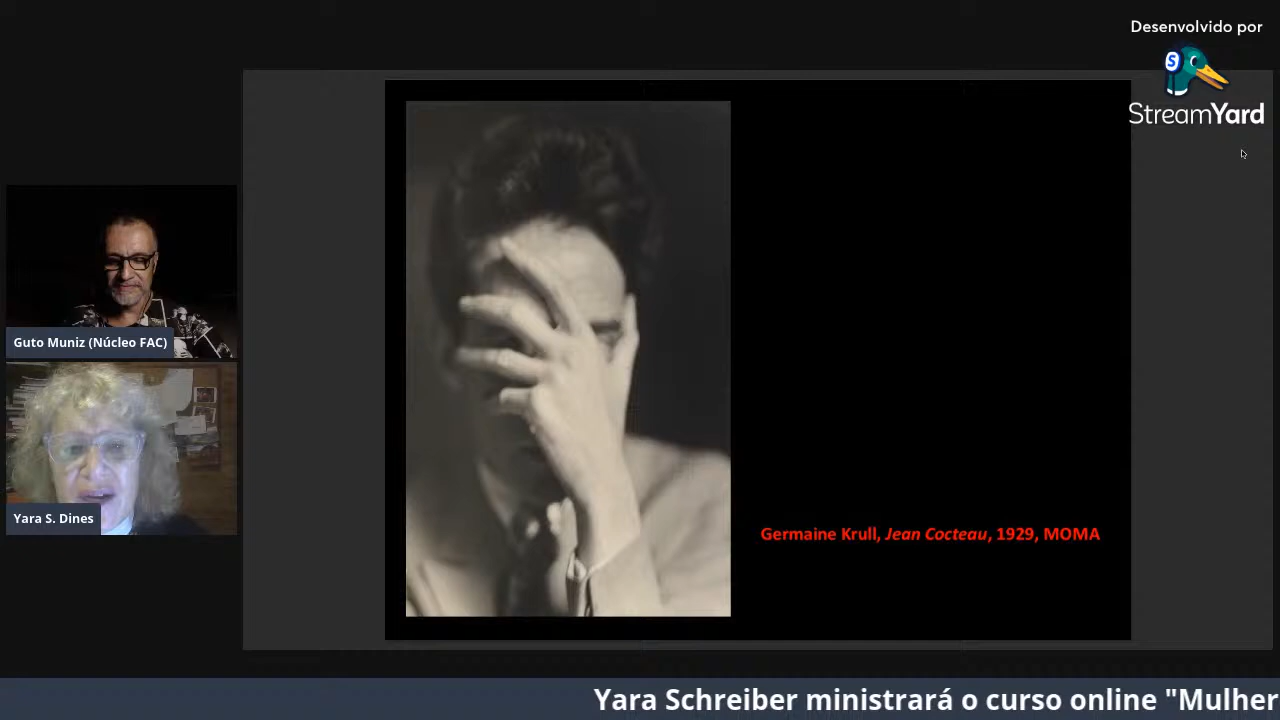 Desenvolvido por
StreamYard
Guto Muniz (Núcleo FAC)
Yara S. Dines
Germaine Krull, Jean Cocteau, 1929, MOMA
Yara Schreiber ministrará o curso online "Mulher